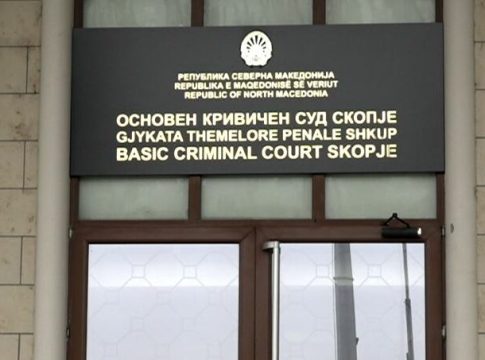 РЕПУБЛИКА СЕВЕРНА МАКЕДОНИЈА
REPUBLIKA E MAQEDONISË SË VERIUT
REPUBLIC OF NORTH MACEDONIA
ОСНОВЕН КРИВИЧЕН СУД СКОПЈЕ
GJYKATA THEMELORE PENALE SHKUP
BASIC CRIMINAL COURT SKOPJE